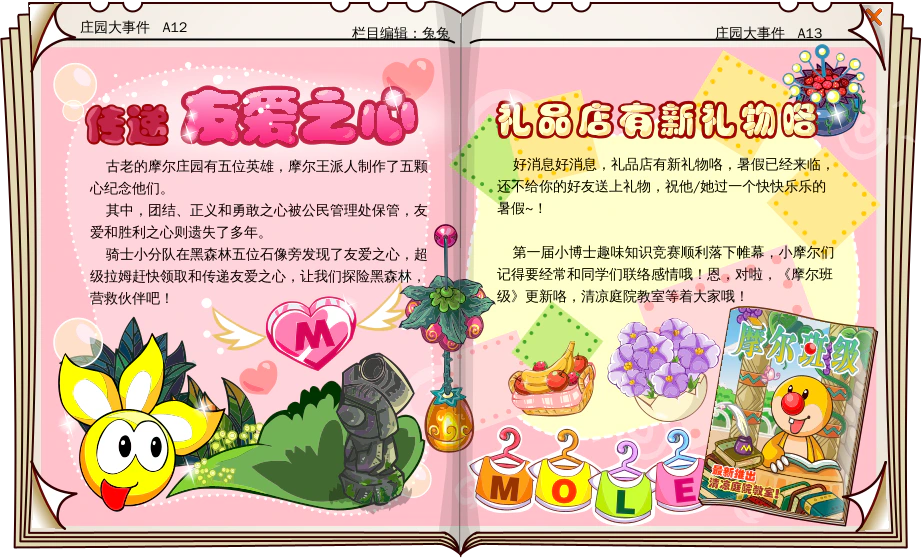 庄园大事件 A12
栏目编辑：兔兔
传递 友爱之心
古老的摩尔庄园有五位英雄，摩尔王派人制作了五颗
心纪念他们。
其中，团结、正义和勇敢之心被公民管理处保管，友
爱和胜利之心则遗失了多年。
骑士小分队在黑森林五位石像旁发现了友爱之心，超
级拉姆赶快领取和传递友爱之心，让我们探险黑森林，
营救伙伴吧！
M
庄园大事件 A13
礼品店有新礼物咯
好消息好消息，礼品店有新礼物咯，暑假已经来临，
还不给你的好友送上礼物，祝他/她过一个快快乐乐的
暑假~！
第一届小博士趣味知识竞赛顺利落下帷幕，小摩尔们
记得要经常和同学们联络感情哦！恩，对啦，《摩尔班
级》更新咯，清凉庭院教室等着大家哦！
摩尔班级
M
最新推出
清凉庭院教室！
M O L E